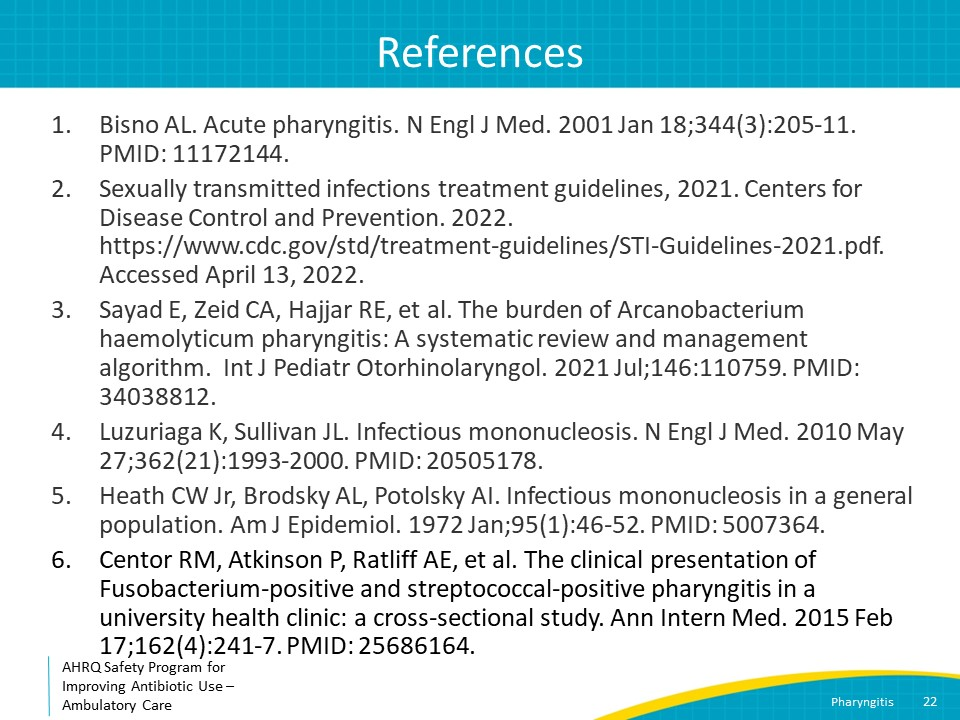 References
1. Bisno AL. Acute pharyngitis. N Engl J Med. 2001 Jan 18;344(3):205-11.
PMID: 11172144.
2. Sexually transmitted infections treatment guidelines, 2021. Centers for
Disease Control and Prevention. 2022.
https://www.cdc.gov/std/treatment-guidelines/STI-Guidelines-2021.pdf.
Accessed April 13, 2022.
3. Sayad E, Zeid CA, Hajjar RE, et al. The burden of Arcanobacterium
haemolyticum pharyngitis: A systematic review and management
algorithm.  Int J Pediatr Otorhinolaryngol. 2021 Jul;146:110759. PMID:
34038812.
4. Luzuriaga K, Sullivan JL. Infectious mononucleosis. N Engl J Med. 2010 May
27;362(21):1993-2000. PMID: 20505178.
5. Heath CW Jr, Brodsky AL, Potolsky AI. Infectious mononucleosis in a general
population. Am J Epidemiol. 1972 Jan;95(1):46-52. PMID: 5007364.
6. Centor RM, Atkinson P, Ratliff AE, et al. The clinical presentation of
Fusobacterium-positive and streptococcal-positive pharyngitis in a
university health clinic: a cross-sectional study. Ann Intern Med. 2015 Feb
17;162(4):241-7. PMID: 25686164.
AHRQ Safety Program for
Improving Antibiotic Use –
Ambulatory Care
Pharyngitis 22